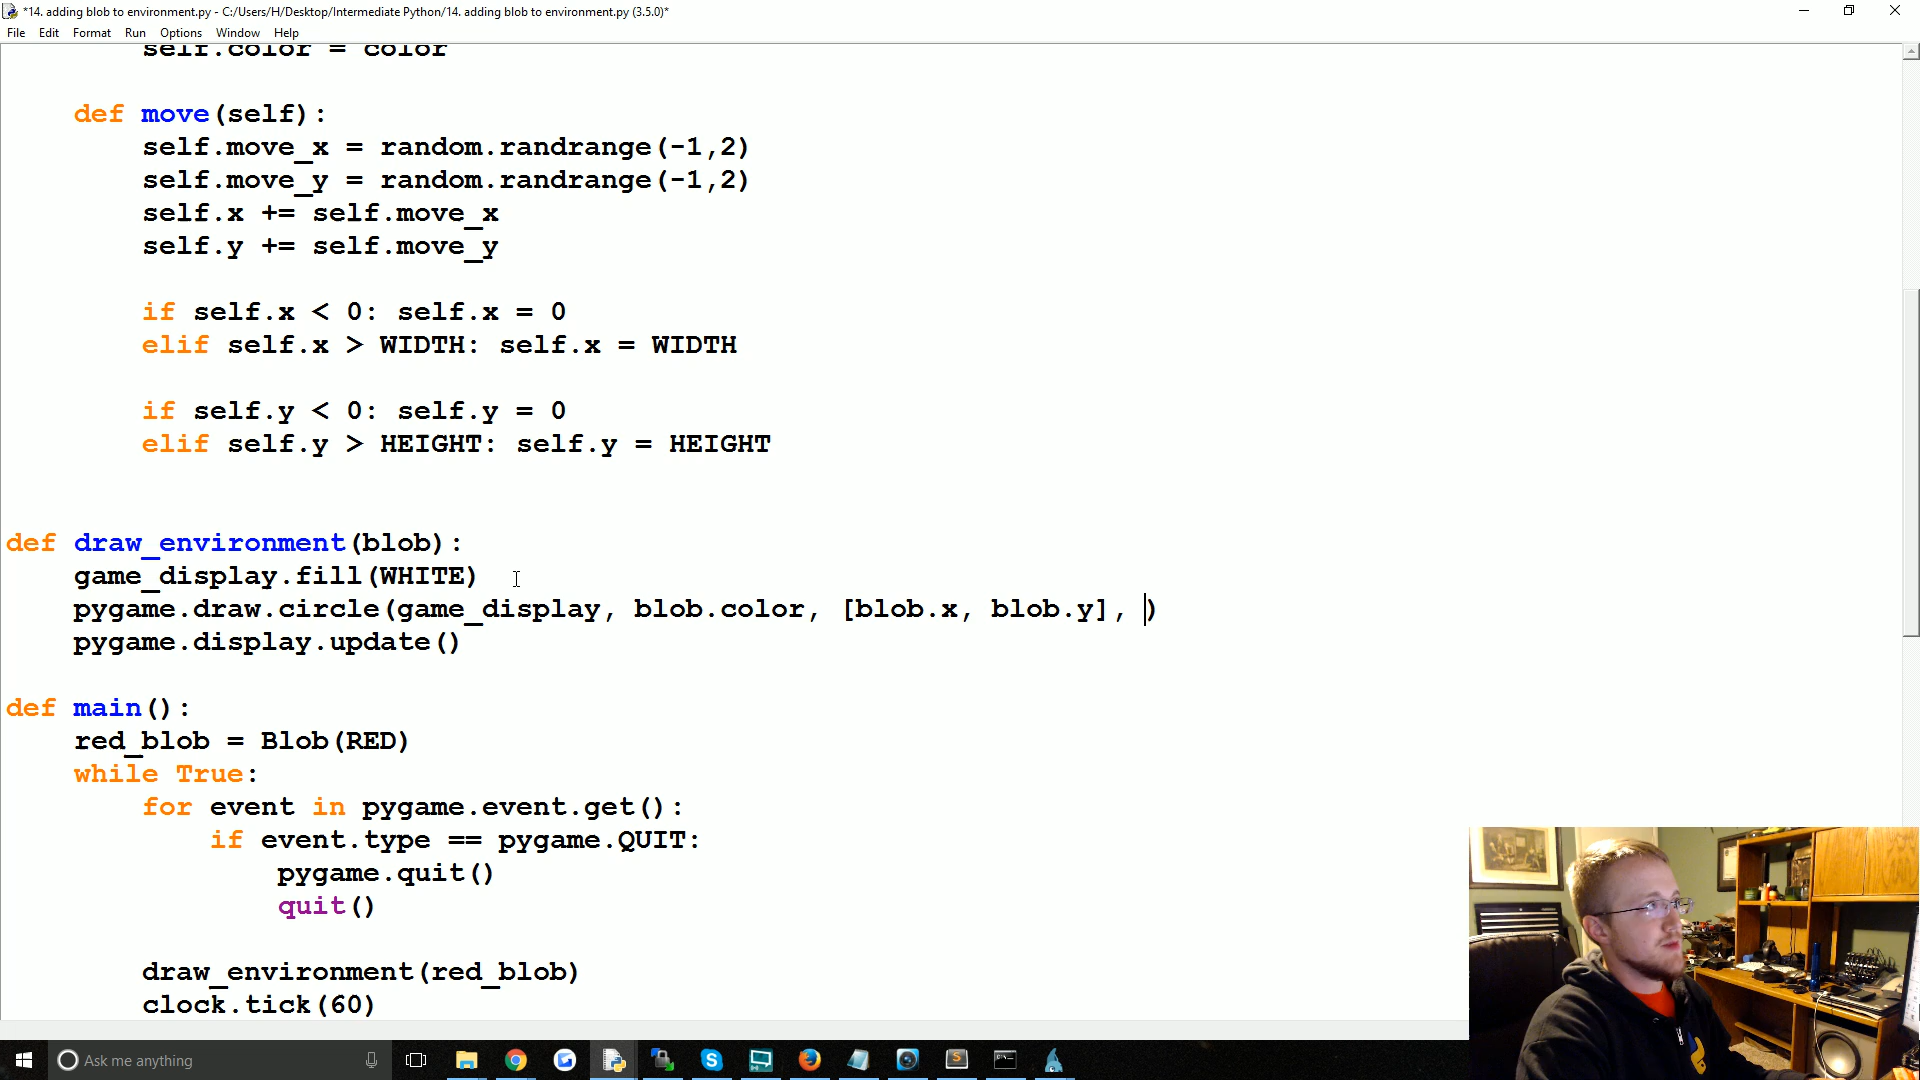 *14. adding blob to environment.py - C:/Users/H/Desktop/Intermediate Python/14. adding blob to environment.py (3.5.0)*
File Edit Format Run Options Window Help
self.color = color
def move(self):
self.move_x = random.randrange(-1,2)
self.move_y = random.randrange(-1,2)
self.x += self.move_x
self.y += self.move_y
if self.x < 0: self.x = 0
elif self.x > WIDTH: self.x = WIDTH
if self.y < 0: self.y = 0
elif self.y > HEIGHT: self.y = HEIGHT
def draw_environment(blob):
game_display.fill(WHITE)
pygame.draw.circle(game_display, blob.color, [blob.x, blob.y], )
pygame.display.update()
def main():
red_blob = Blob(RED)
while True:
for event in pygame.event.get():
if event.type == pygame.QUIT:
pygame.quit()
quit()
draw_environment(red_blob)
clock.tick(60)
Ask me anything